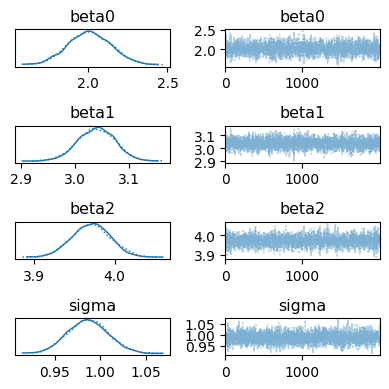 beta0 beta0
2.5
2.0
2.0 2.5 0 1000
beta1 beta1
3.1
3.0
2.9
2.9 3.0 3.1 0 1000
beta2 beta2
4.0
3.9
3.9 4.0 0 1000
sigma sigma
1.05
1.00
0.95
0.95 1.00 1.05 0 1000